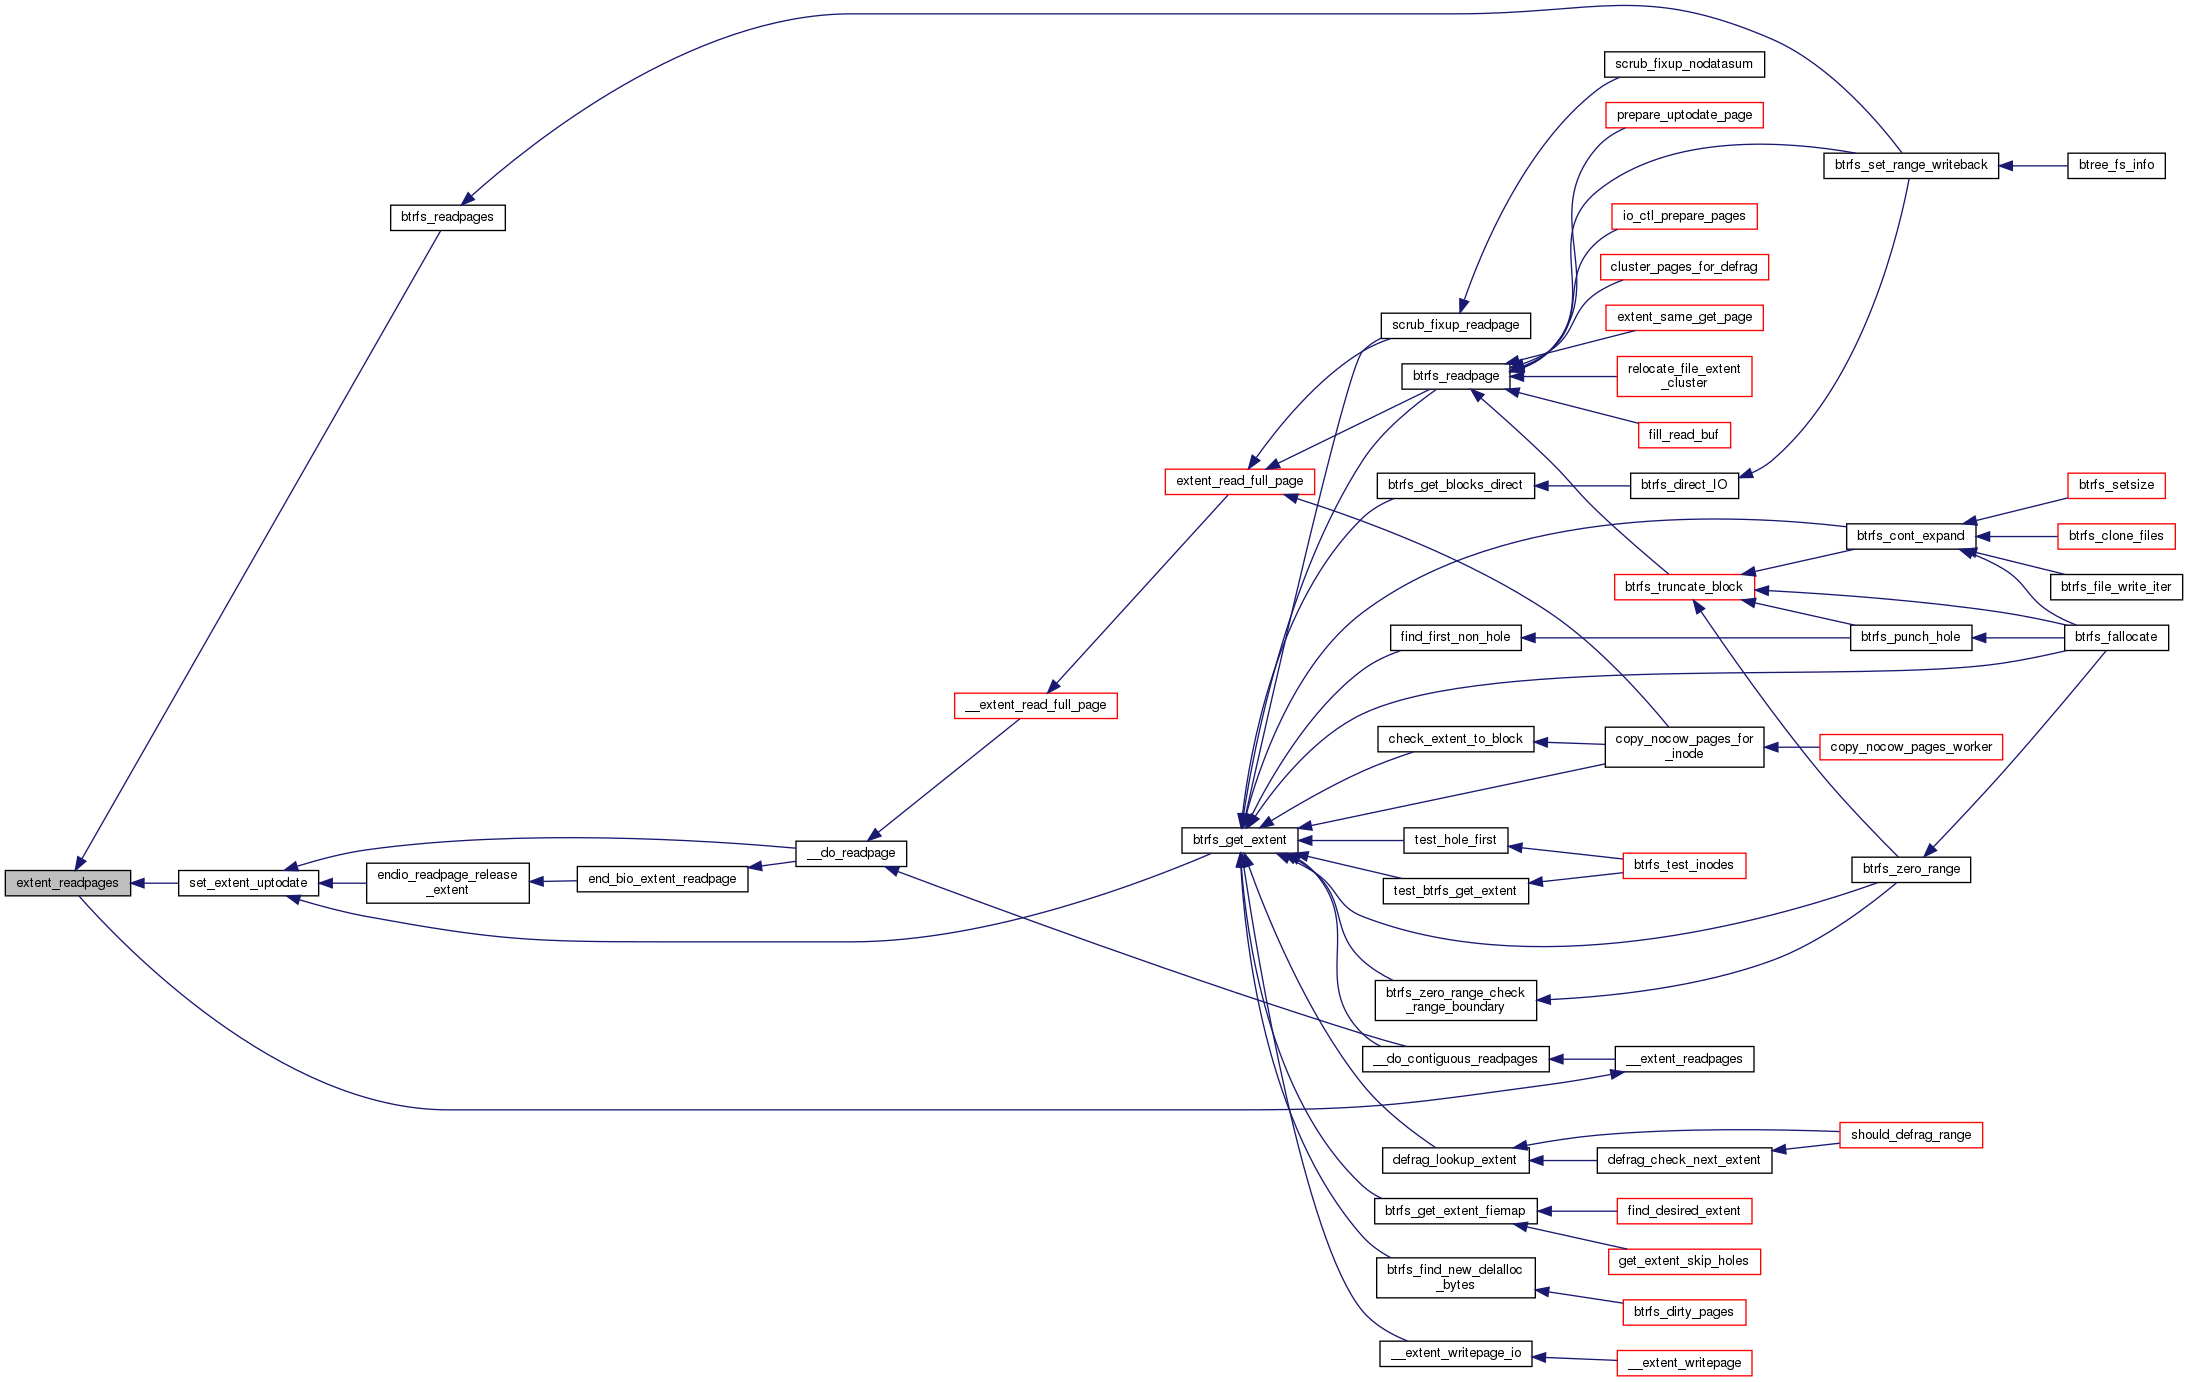 scrub_fixup_nodatasum
prepare_uptodate_page
btrfs_set_range_writeback
btree_fs_info
btrfs_readpages
io_ctl_prepare_pages
cluster_pages_for_defrag
extent_same_get_page
scrub_fixup_readpage
btrfs_readpage
relocate_file_extent
_cluster
fill_read_buf
extent_read_full_page
btrfs_get_blocks_direct
btrfs_direct_IO
btrfs_setsize
btrfs_cont_expand
btrfs_clone_files
btrfs_truncate_block
btrfs_file_write_iter
find_first_non_hole
btrfs_punch_hole
btrfs_fallocate
__extent_read_full_page
check_extent_to_block
copy_nocow_pages_for
_inode
copy_nocow_pages_worker
btrfs_get_extent
test_hole_first
__do_readpage
btrfs_test_inodes
btrfs_zero_range
extent_readpages
set_extent_uptodate
endio_readpage_release
_extent
end_bio_extent_readpage
test_btrfs_get_extent
btrfs_zero_range_check
_range_boundary
__do_contiguous_readpages
__extent_readpages
should_defrag_range
defrag_lookup_extent
defrag_check_next_extent
btrfs_get_extent_fiemap
find_desired_extent
get_extent_skip_holes
btrfs_find_new_delalloc
_bytes
btrfs_dirty_pages
__extent_writepage_io
__extent_writepage